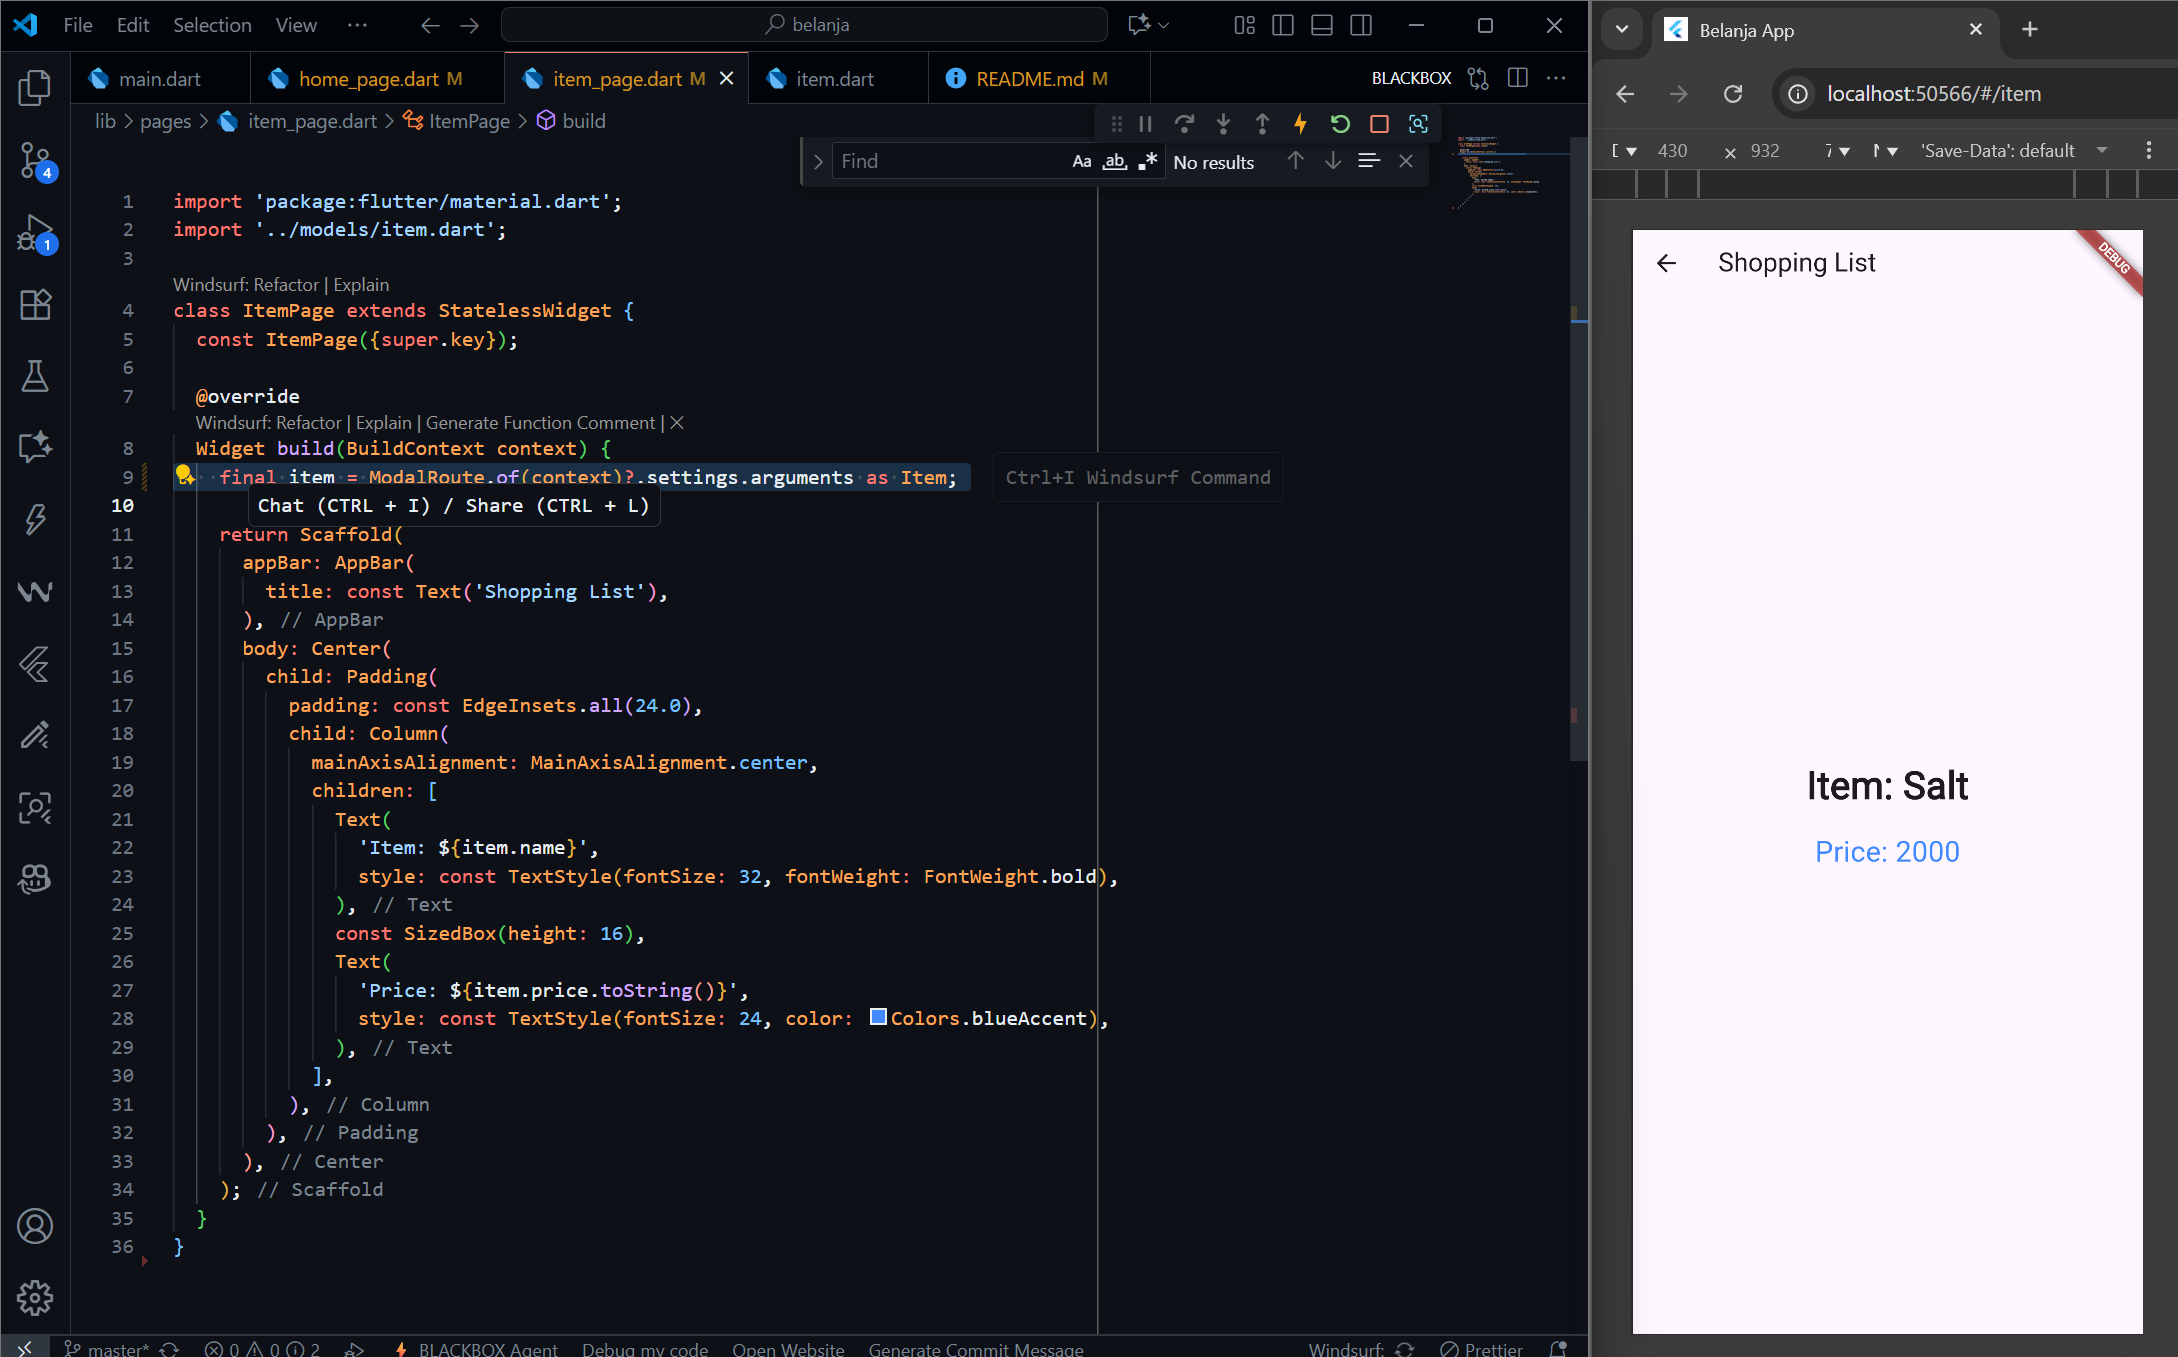 File Edit Selection View ··· belanja
main.dart
home_page.dart M
item_page.dart M
item.dart
README.md M
BLACKBOX
lib > pages > item_page.dart > ItemPage > build
Find Aa ab .* No results
1 import 'package:flutter/material.dart';
2 import '../models/item.dart';
3
Windsurf: Refactor | Explain
4 class ItemPage extends StatelessWidget {
5 const ItemPage({super.key});
6
7 @override
Windsurf: Refactor | Explain | Generate Function Comment | ×
8 Widget build(BuildContext context) {
9 final item = ModalRoute.of(context)?.settings.arguments as Item;
Ctrl+I Windsurf Command
10
Chat (CTRL + I) / Share (CTRL + L)
11 return Scaffold(
12 appBar: AppBar(
13 title: const Text('Shopping List'),
14 ), // AppBar
15 body: Center(
16 child: Padding(
17 padding: const EdgeInsets.all(24.0),
18 child: Column(
19 mainAxisAlignment: MainAxisAlignment.center,
20 children: [
21 Text(
22 'Item: ${item.name}',
23 style: const TextStyle(fontSize: 32, fontWeight: FontWeight.bold),
24 ), // Text
25 const SizedBox(height: 16),
26 Text(
27 'Price: ${item.price.toString()}',
28 style: const TextStyle(fontSize: 24, color: Colors.blueAccent),
29 ), // Text
30 ],
31 ), // Column
32 ), // Padding
33 ), // Center
34 ); // Scaffold
35 }
36 }
4
1
master* 0 0 2 BLACKBOX Agent Debug my code Open Website Generate Commit Message Windsurf: Prettier
Belanja App
localhost:50566/#/item
430 × 932 'Save-Data': default
Shopping List
DEBUG
Item: Salt
Price: 2000